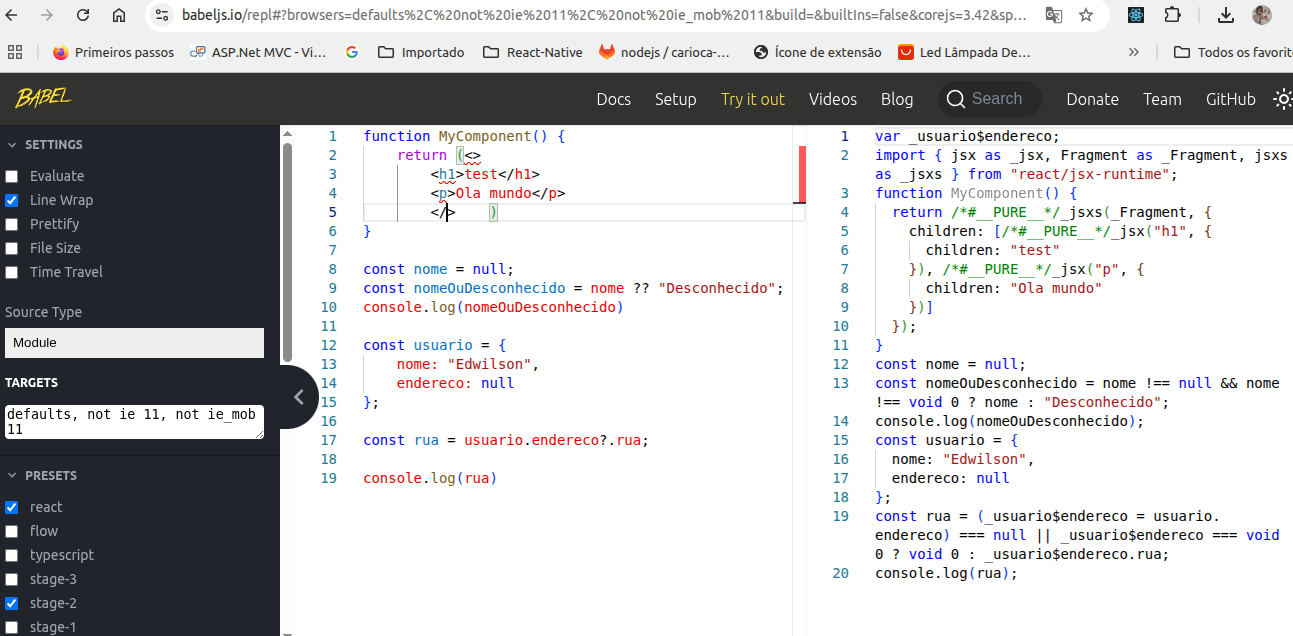 babeljs.io/repl#?browsers=defaults%2C%20not%20ie%2011%2C%20not%20ie_mob%2011&build=&builtIns=false&corejs=3.42&sp...
Primeiros passos ASP.Net MVC - Vi... Importado React-Native nodejs / carioca-... Ícone de extensão Led Lâmpada De... » Todos os favorit
BABEL Docs Setup Try it out Videos Blog Search Donate Team GitHub
SETTINGS
Evaluate
Line Wrap
Prettify
File Size
Time Travel
Source Type
Module
TARGETS
defaults, not ie 11, not ie_mob
11
PRESETS
react
flow
typescript
stage-3
stage-2
stage-1
1 function MyComponent() {
2 return (<>
3 <h1>test</h1>
4 <p>Ola mundo</p>
5 </> )
6 }
7
8 const nome = null;
9 const nomeOuDesconhecido = nome ?? "Desconhecido";
10 console.log(nomeOuDesconhecido)
11
12 const usuario = {
13 nome: "Edwilson",
14 endereco: null
15 };
16
17 const rua = usuario.endereco?.rua;
18
19 console.log(rua)
1 var _usuario$endereco;
2 import { jsx as _jsx, Fragment as _Fragment, jsxs
as _jsxs } from "react/jsx-runtime";
3 function MyComponent() {
4 return /*#__PURE__*/_jsxs(_Fragment, {
5 children: [/*#__PURE__*/_jsx("h1", {
6 children: "test"
7 }), /*#__PURE__*/_jsx("p", {
8 children: "Ola mundo"
9 })]
10 });
11 }
12 const nome = null;
13 const nomeOuDesconhecido = nome !== null && nome
!== void 0 ? nome : "Desconhecido";
14 console.log(nomeOuDesconhecido);
15 const usuario = {
16 nome: "Edwilson",
17 endereco: null
18 };
19 const rua = (_usuario$endereco = usuario.
endereco) === null || _usuario$endereco === void
0 ? void 0 : _usuario$endereco.rua;
20 console.log(rua);